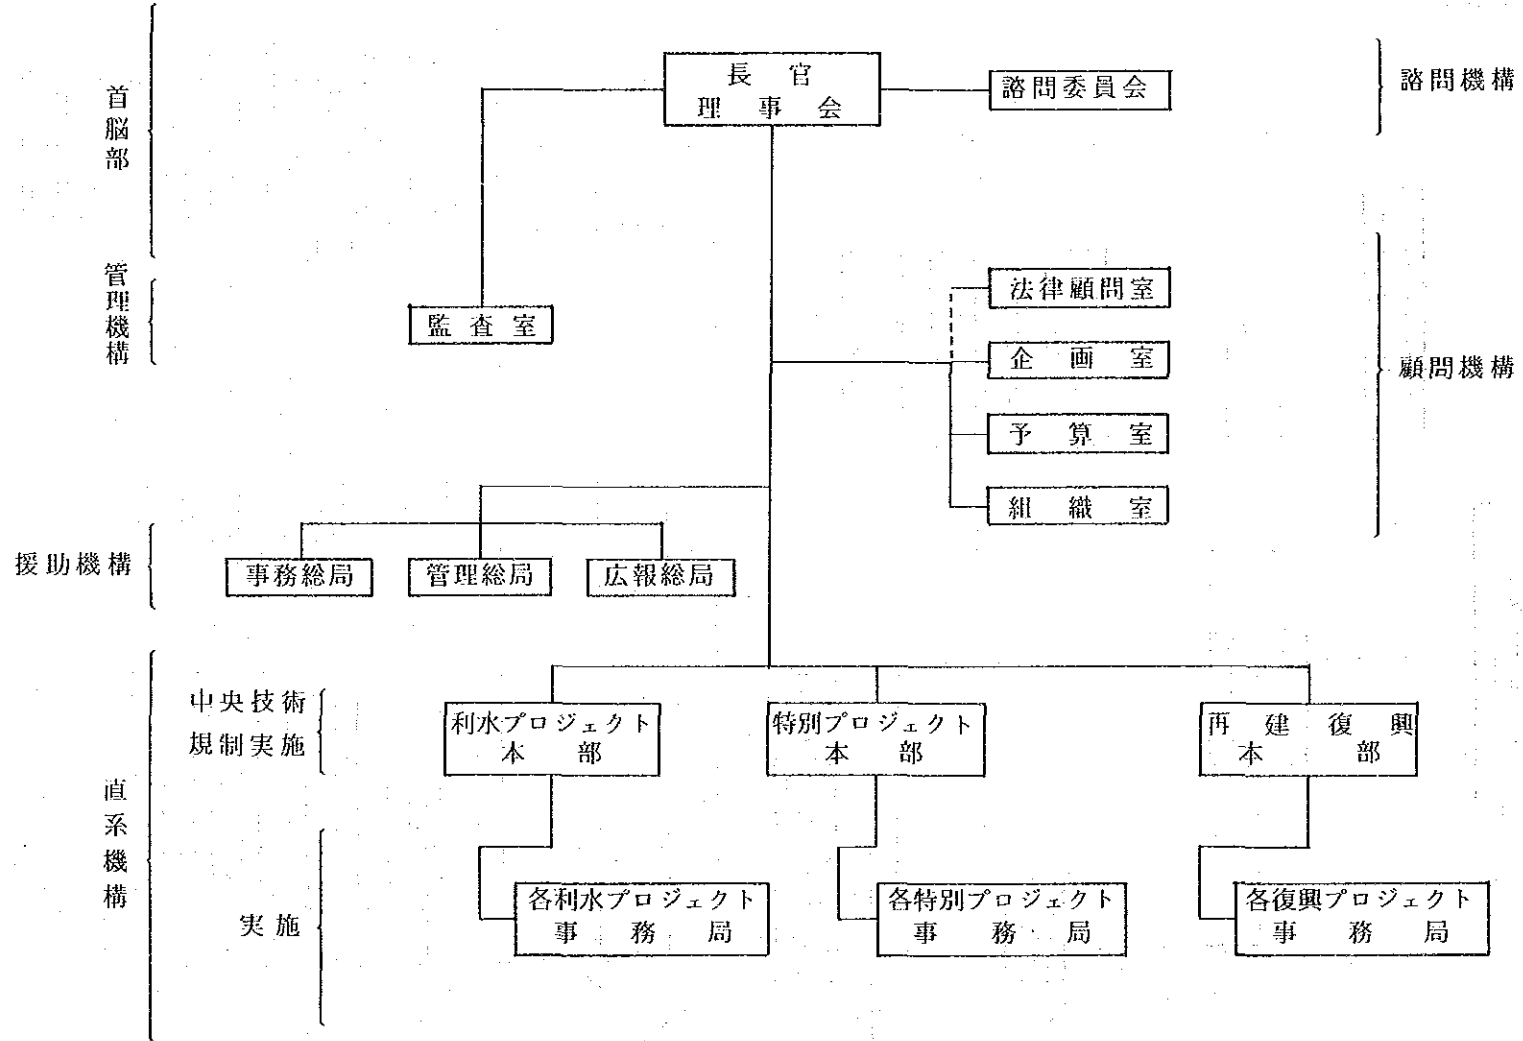 首脳部
長官
理事会
諮問委員会
諮問機構
管理機構
監査室
法律顧問室
企画室
予算室
組織室
顧問機構
援助機構
事務総局
管理総局
広報総局
直系機構
中央技術
規制実施
利水プロジェクト
本部
特別プロジェクト
本部
再建復興
本部
実施
各利水プロジェクト
事務局
各特別プロジェクト
事務局
各復興プロジェクト
事務局